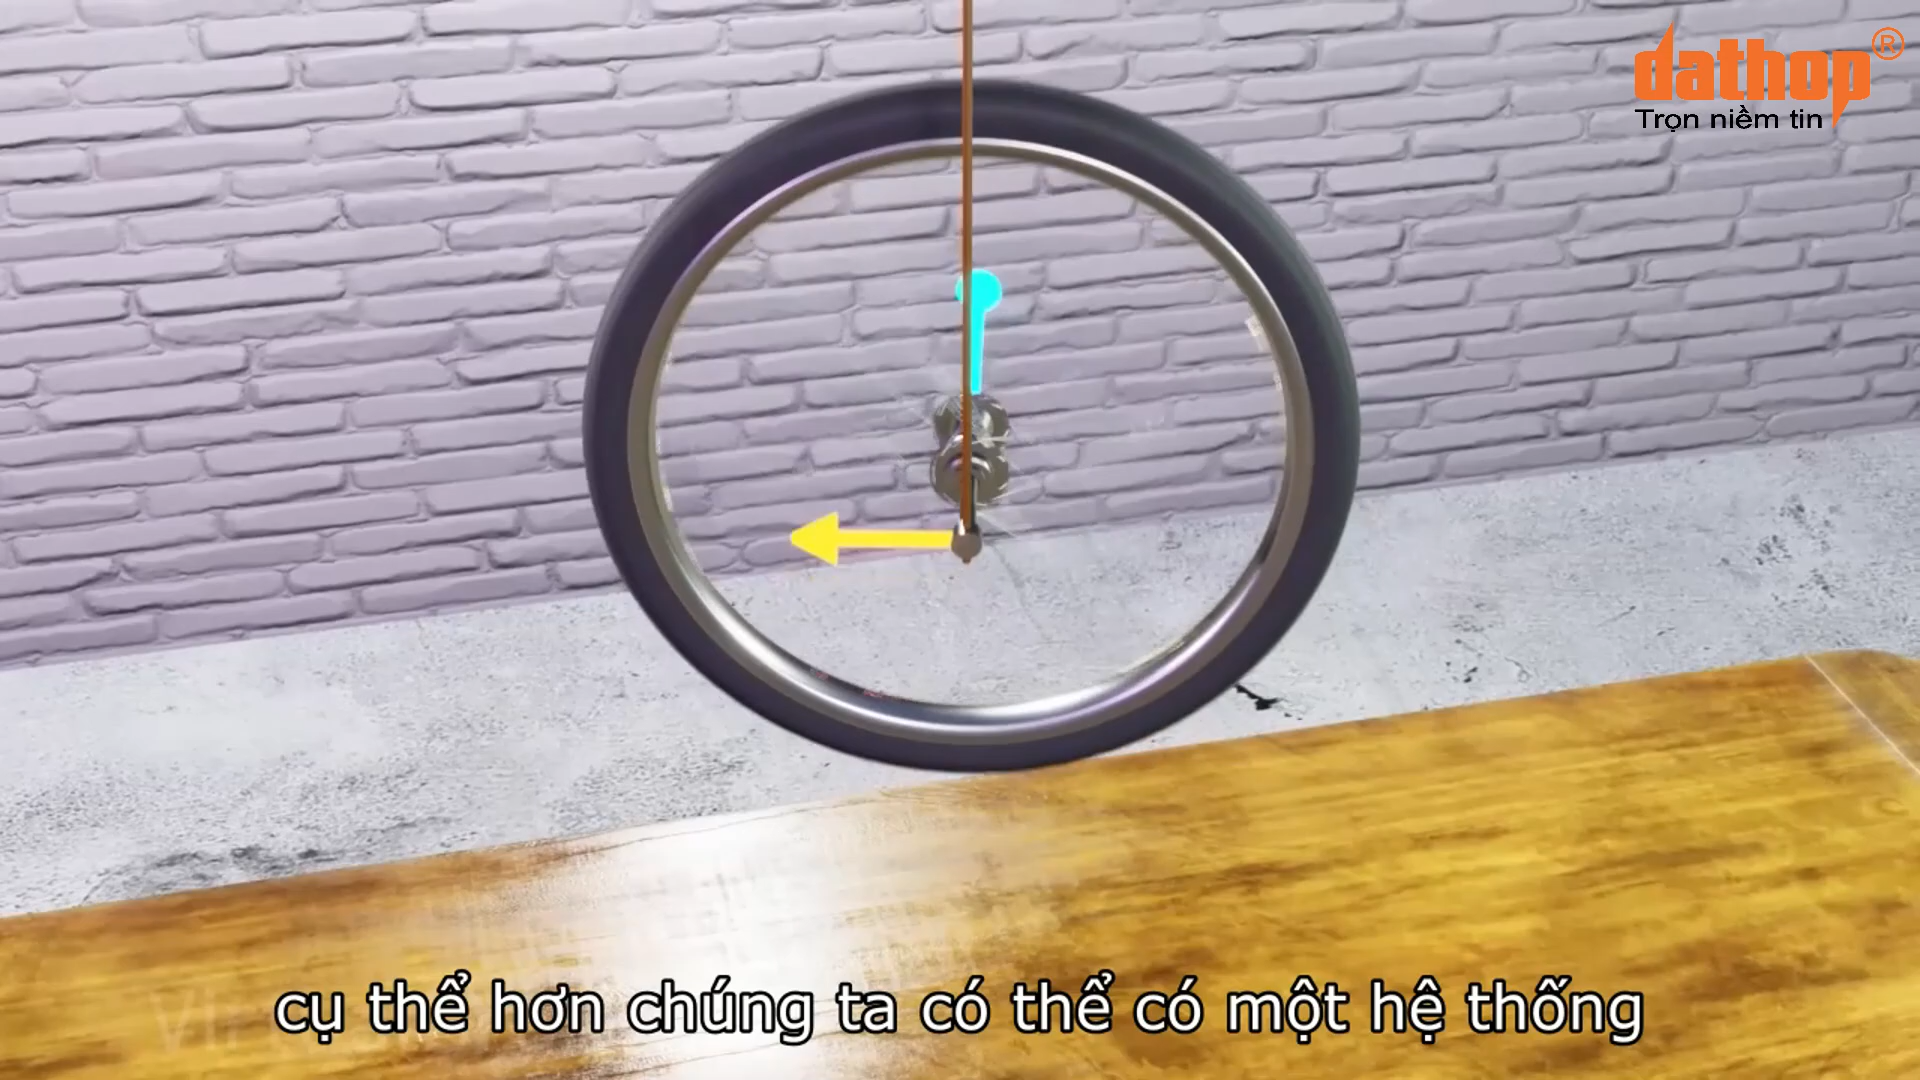 dathop®
Trọn niềm tin
cụ thể hơn chúng ta có thể có một hệ thống